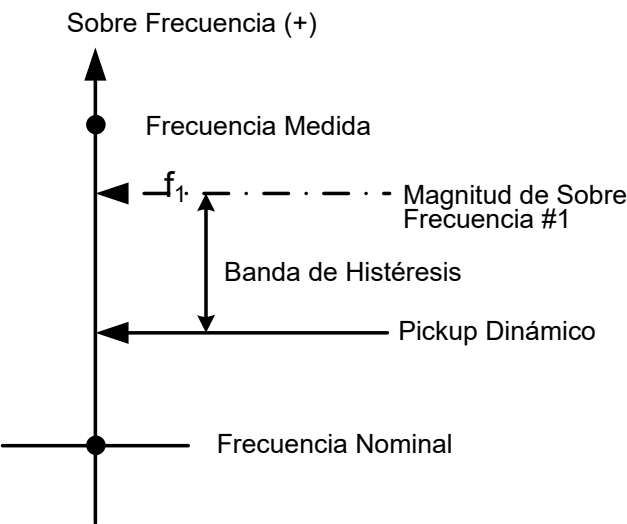 Sobre Frecuencia (+)
Frecuencia Medida
f₁
Magnitud de Sobre
Frecuencia #1
Banda de Histéresis
Pickup Dinámico
Frecuencia Nominal